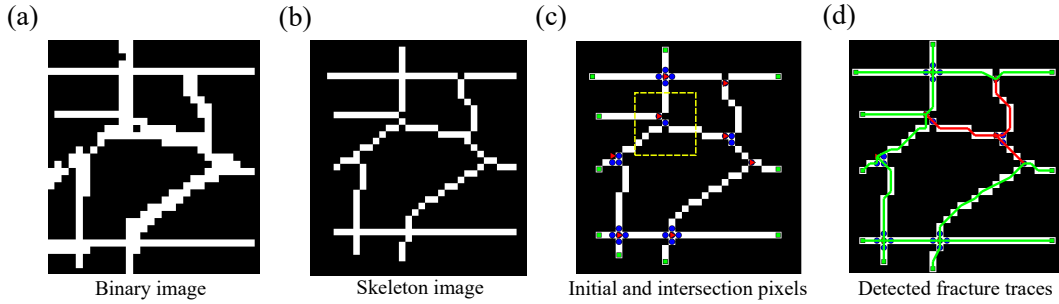 (a) (b) (c) (d)
Binary image Skeleton image Initial and intersection pixels Detected fracture traces